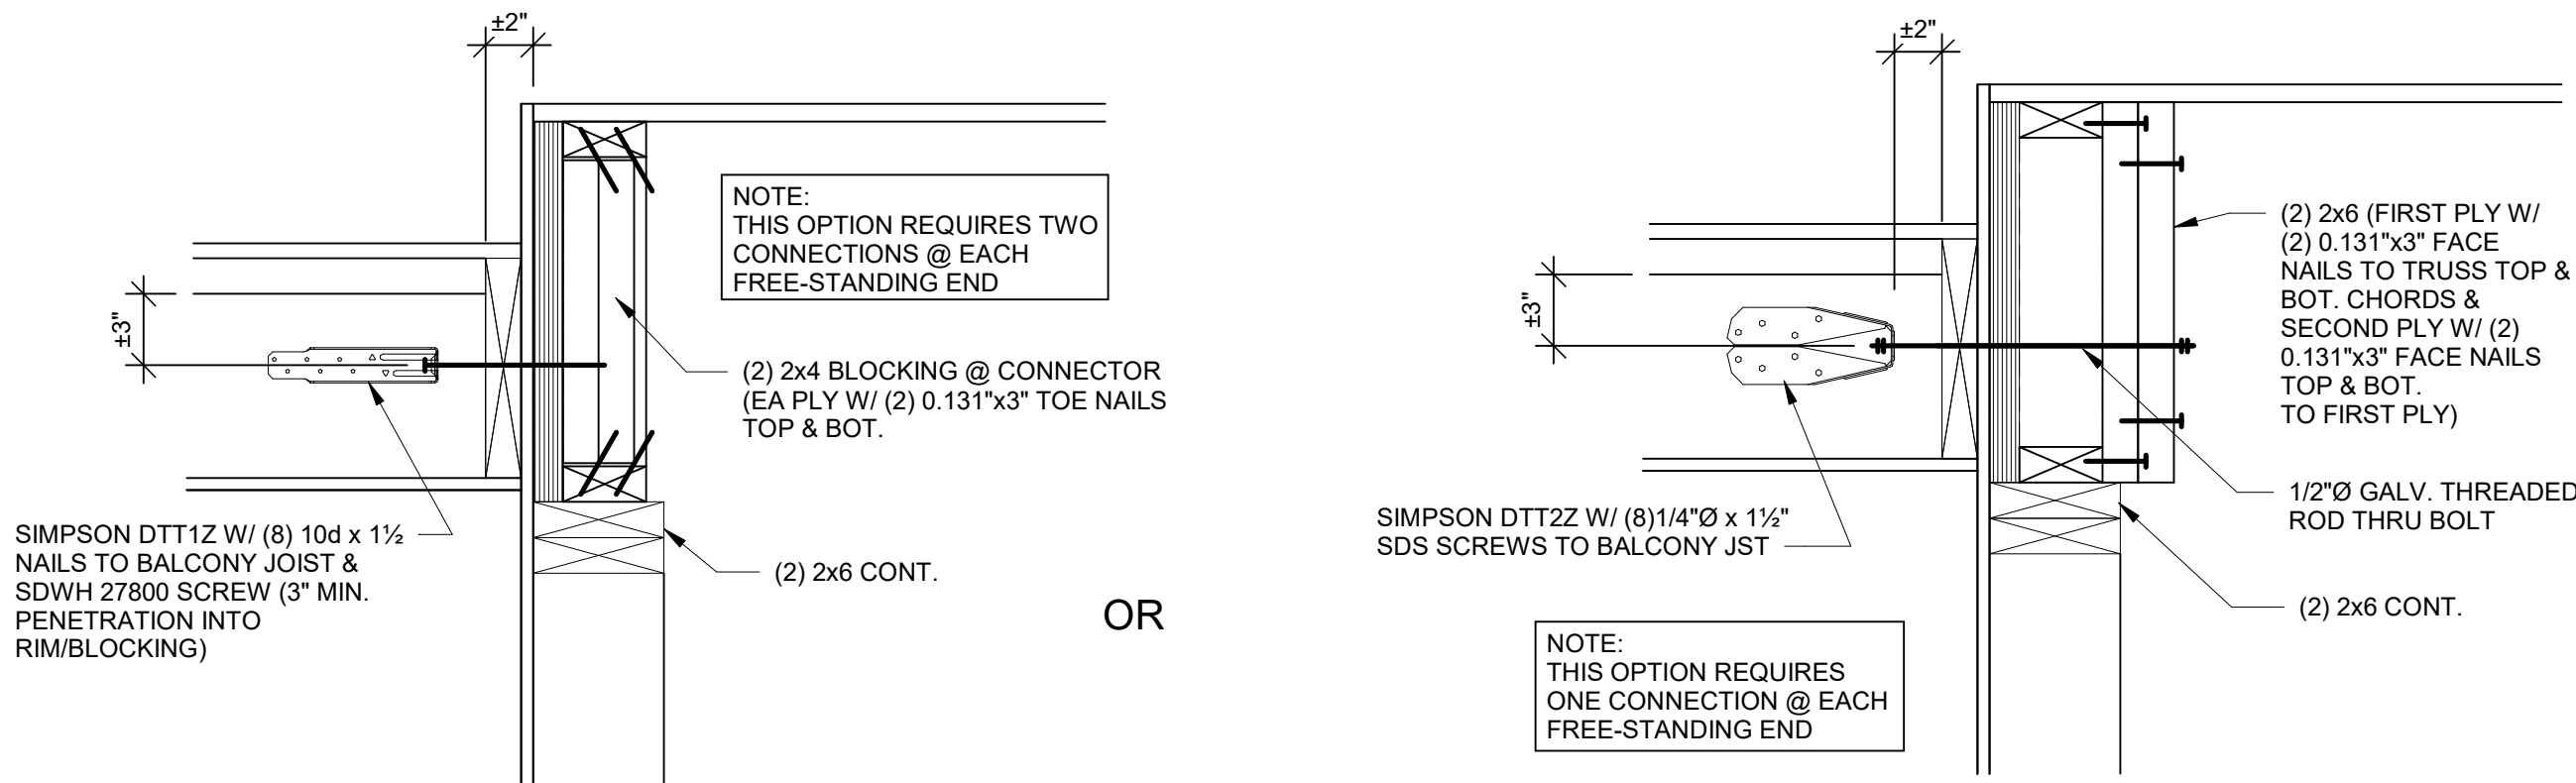 ±2"
NOTE:
THIS OPTION REQUIRES TWO
CONNECTIONS @ EACH
FREE-STANDING END
±3"
(2) 2x4 BLOCKING @ CONNECTOR
(EA PLY W/ (2) 0.131"x3" TOE NAILS
TOP & BOT.
SIMPSON DTT1Z W/ (8) 10d x 1½
NAILS TO BALCONY JOIST &
SDWH 27800 SCREW (3" MIN.
PENETRATION INTO
RIM/BLOCKING)
(2) 2x6 CONT.
OR
±2"
±3"
(2) 2x6 (FIRST PLY W/
(2) 0.131"x3" FACE
NAILS TO TRUSS TOP &
BOT. CHORDS &
SECOND PLY W/ (2)
0.131"x3" FACE NAILS
TOP & BOT.
TO FIRST PLY)
1/2"Ø GALV. THREADED
ROD THRU BOLT
SIMPSON DTT2Z W/ (8)1/4"Ø x 1½"
SDS SCREWS TO BALCONY JST
(2) 2x6 CONT.
NOTE:
THIS OPTION REQUIRES
ONE CONNECTION @ EACH
FREE-STANDING END